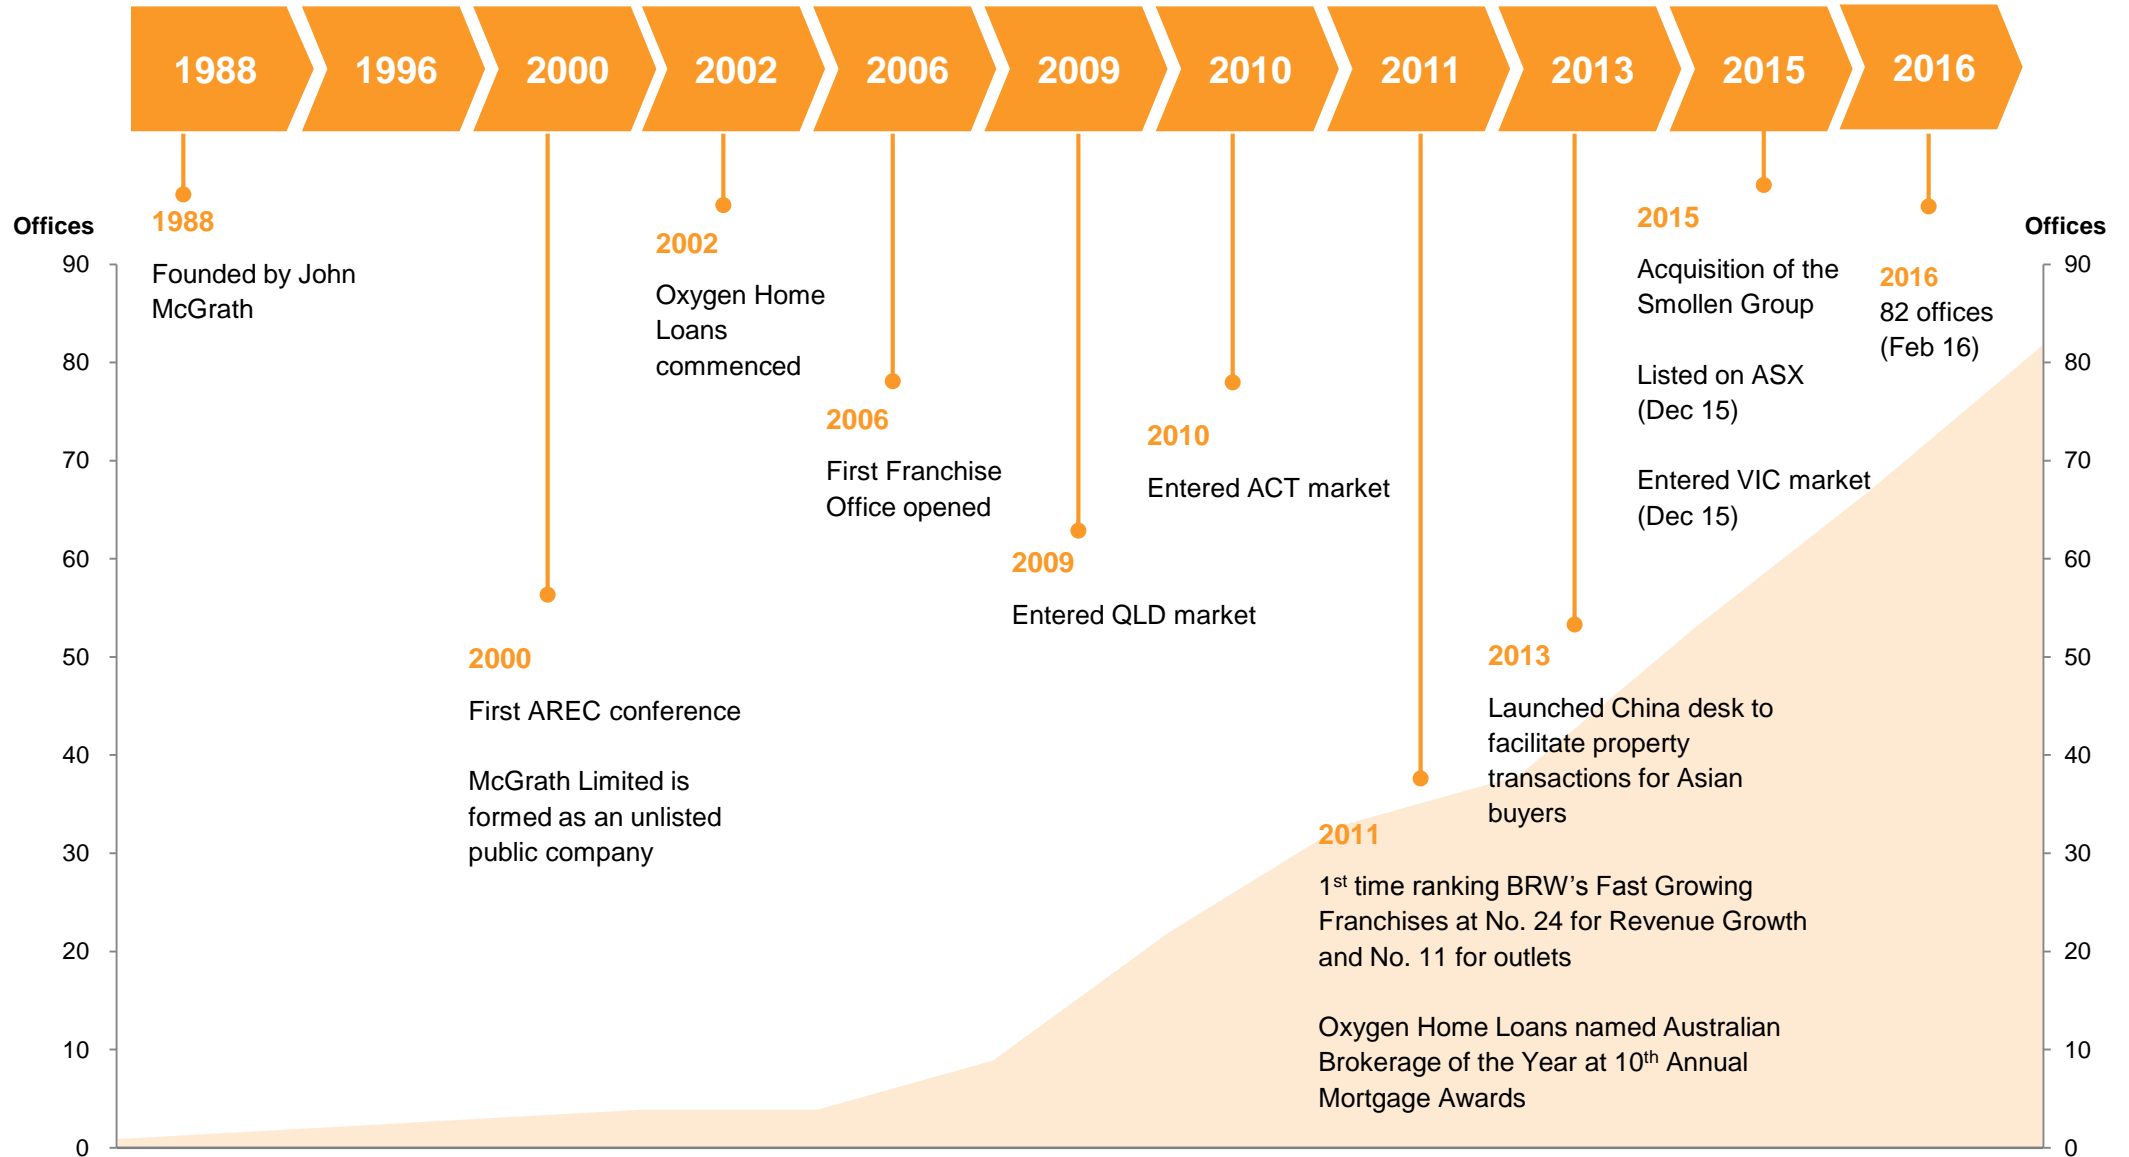 1988
1996
2000
2002
2006
2009
2010
2011
2013
2015
2016
Offices
90
80
70
60
50
40
30
20
10
0
1988
Founded by John
McGrath
2000
First AREC conference
McGrath Limited is
formed as an unlisted
public company
2002
Oxygen Home
Loans
commenced
2006
First Franchise
Office opened
2009
Entered QLD market
2010
Entered ACT market
2011
1st time ranking BRW’s Fast Growing
Franchises at No. 24 for Revenue Growth
and No. 11 for outlets
Oxygen Home Loans named Australian
Brokerage of the Year at 10th Annual
Mortgage Awards
2013
Launched China desk to
facilitate property
transactions for Asian
buyers
2015
Acquisition of the
Smollen Group
Listed on ASX
(Dec 15)
Entered VIC market
(Dec 15)
2016
82 offices
(Feb 16)
Offices
90
80
70
60
50
40
30
20
10
0